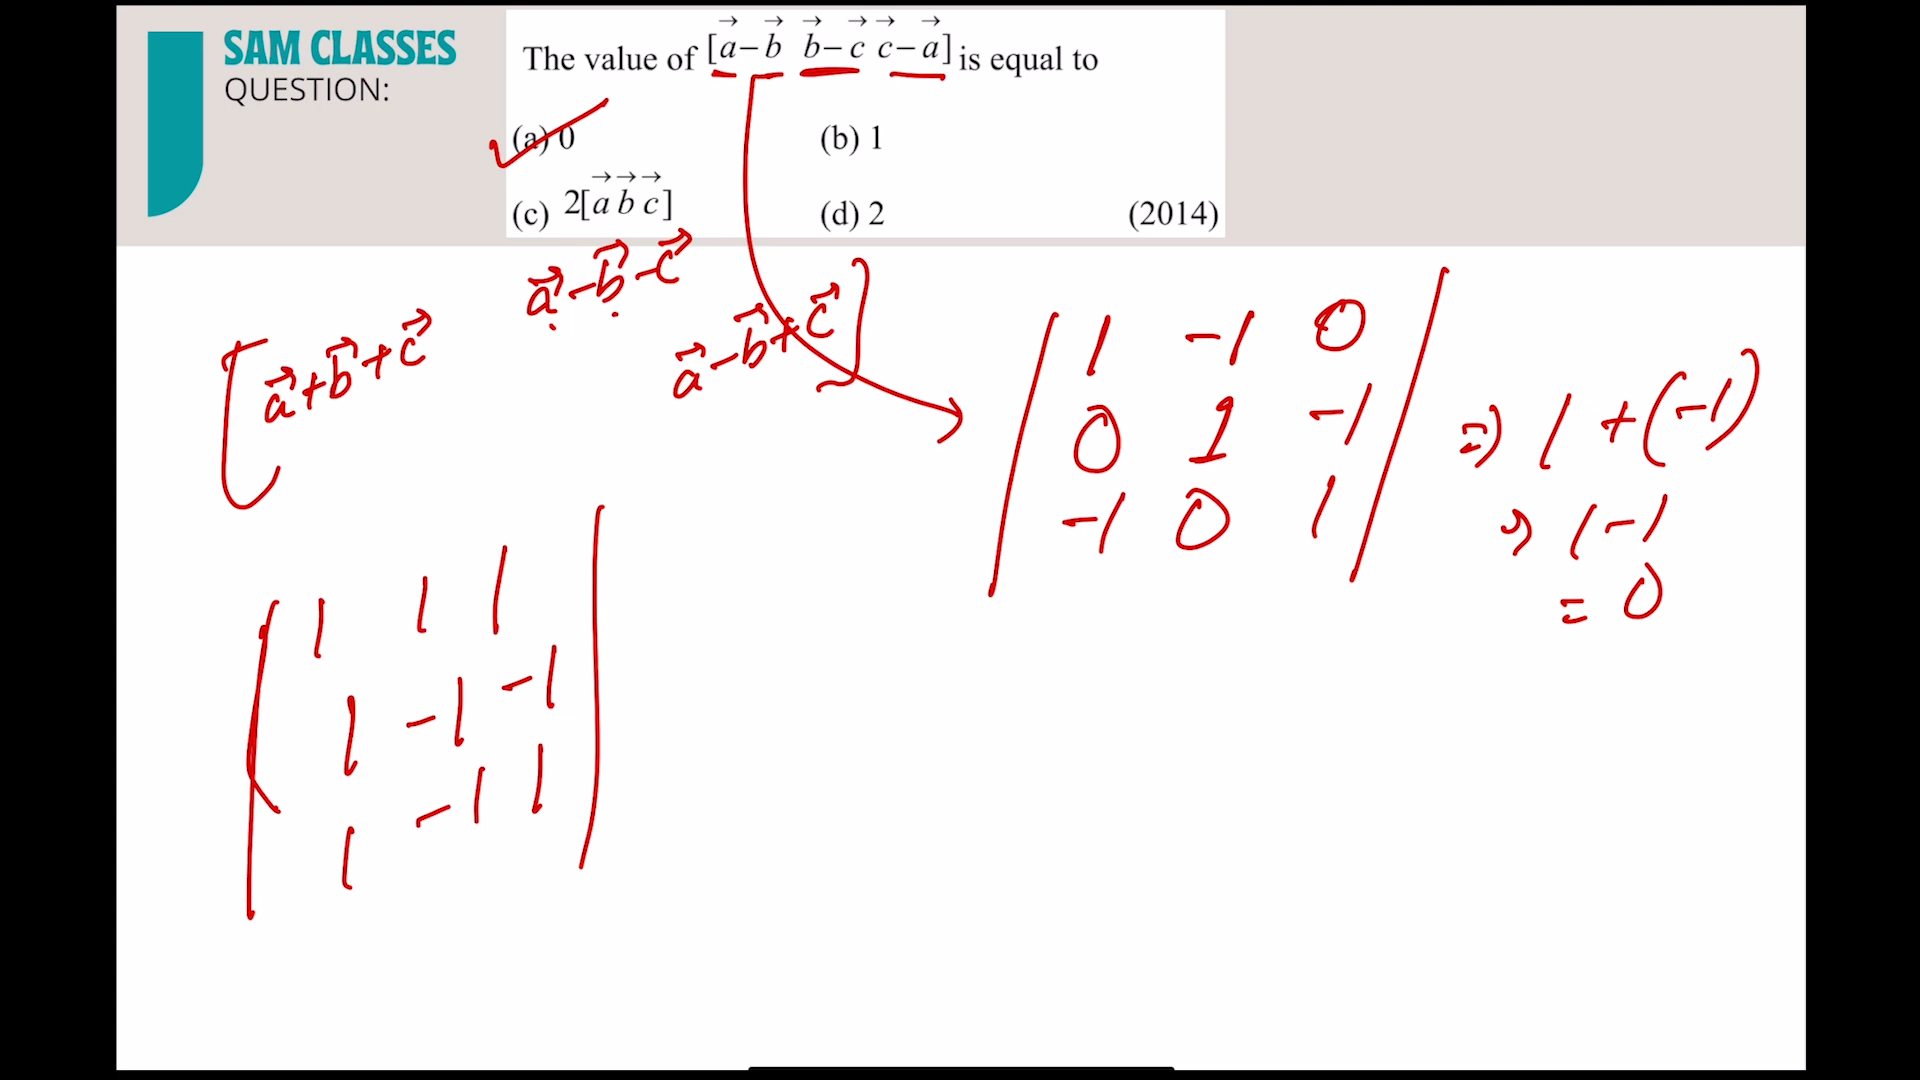 SAM CLASSES
QUESTION:
The value of [a⃗ − b⃗  b⃗ − c⃗  c⃗ − a⃗] is equal to
(a) 0 (b) 1
(c) 2[a⃗ b⃗ c⃗] (d) 2 (2014)
[a⃗+b⃗+c⃗  a⃗−b⃗−c⃗  a⃗−b⃗+c⃗]
| 1 -1 0 |
| 0 1 -1 | ⇒ 1 + (-1)
| -1 0 1 | ⇒ 1 - 1
= 0
| 1 1 1 |
| 1 -1 -1 |
| 1 -1 1 |